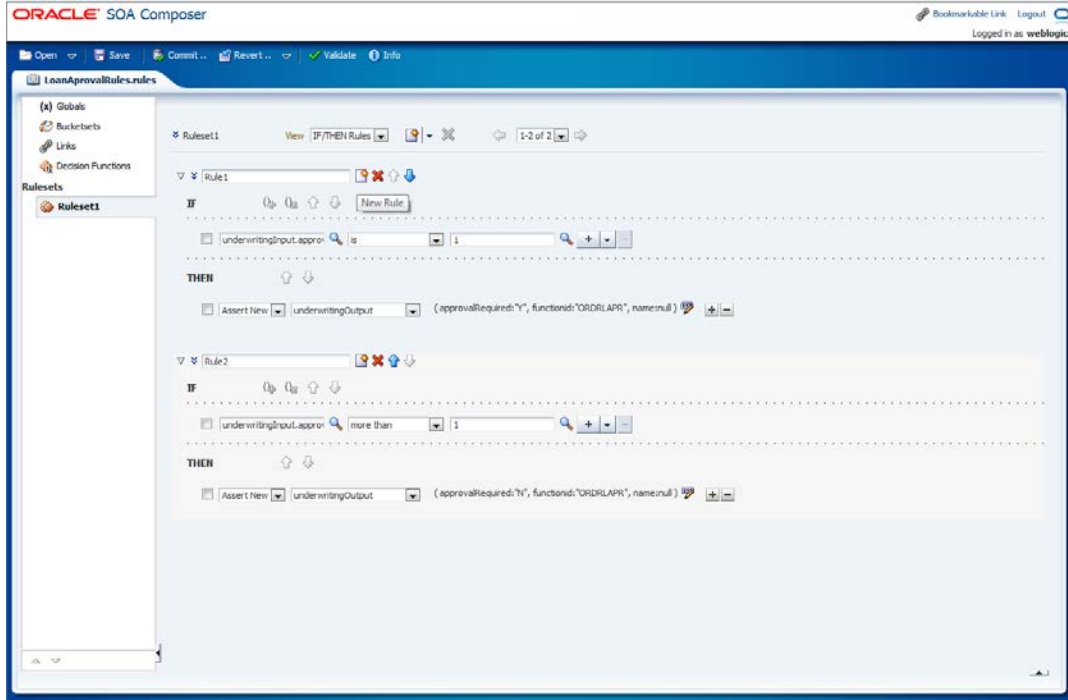 ORACLE SOA Composer
Bookmarkable Link Logout
Logged in as weblogic
Open Save Commit.. Revert.. Validate Info
LoanAprovalRules.rules
(x) Globals
Bucketsets
Links
Decision Functions
Rulesets
Ruleset1
Ruleset1 View IF/THEN Rules 1-2 of 2
Rule1
IF New Rule
underwritingInput.approv is 1
THEN
Assert New underwritingOutput ( approvalRequired:"Y", functionid:"ORDRLAPR", name:null )
Rule2
IF
underwritingInput.approv more than 1
THEN
Assert New underwritingOutput ( approvalRequired:"N", functionid:"ORDRLAPR", name:null )